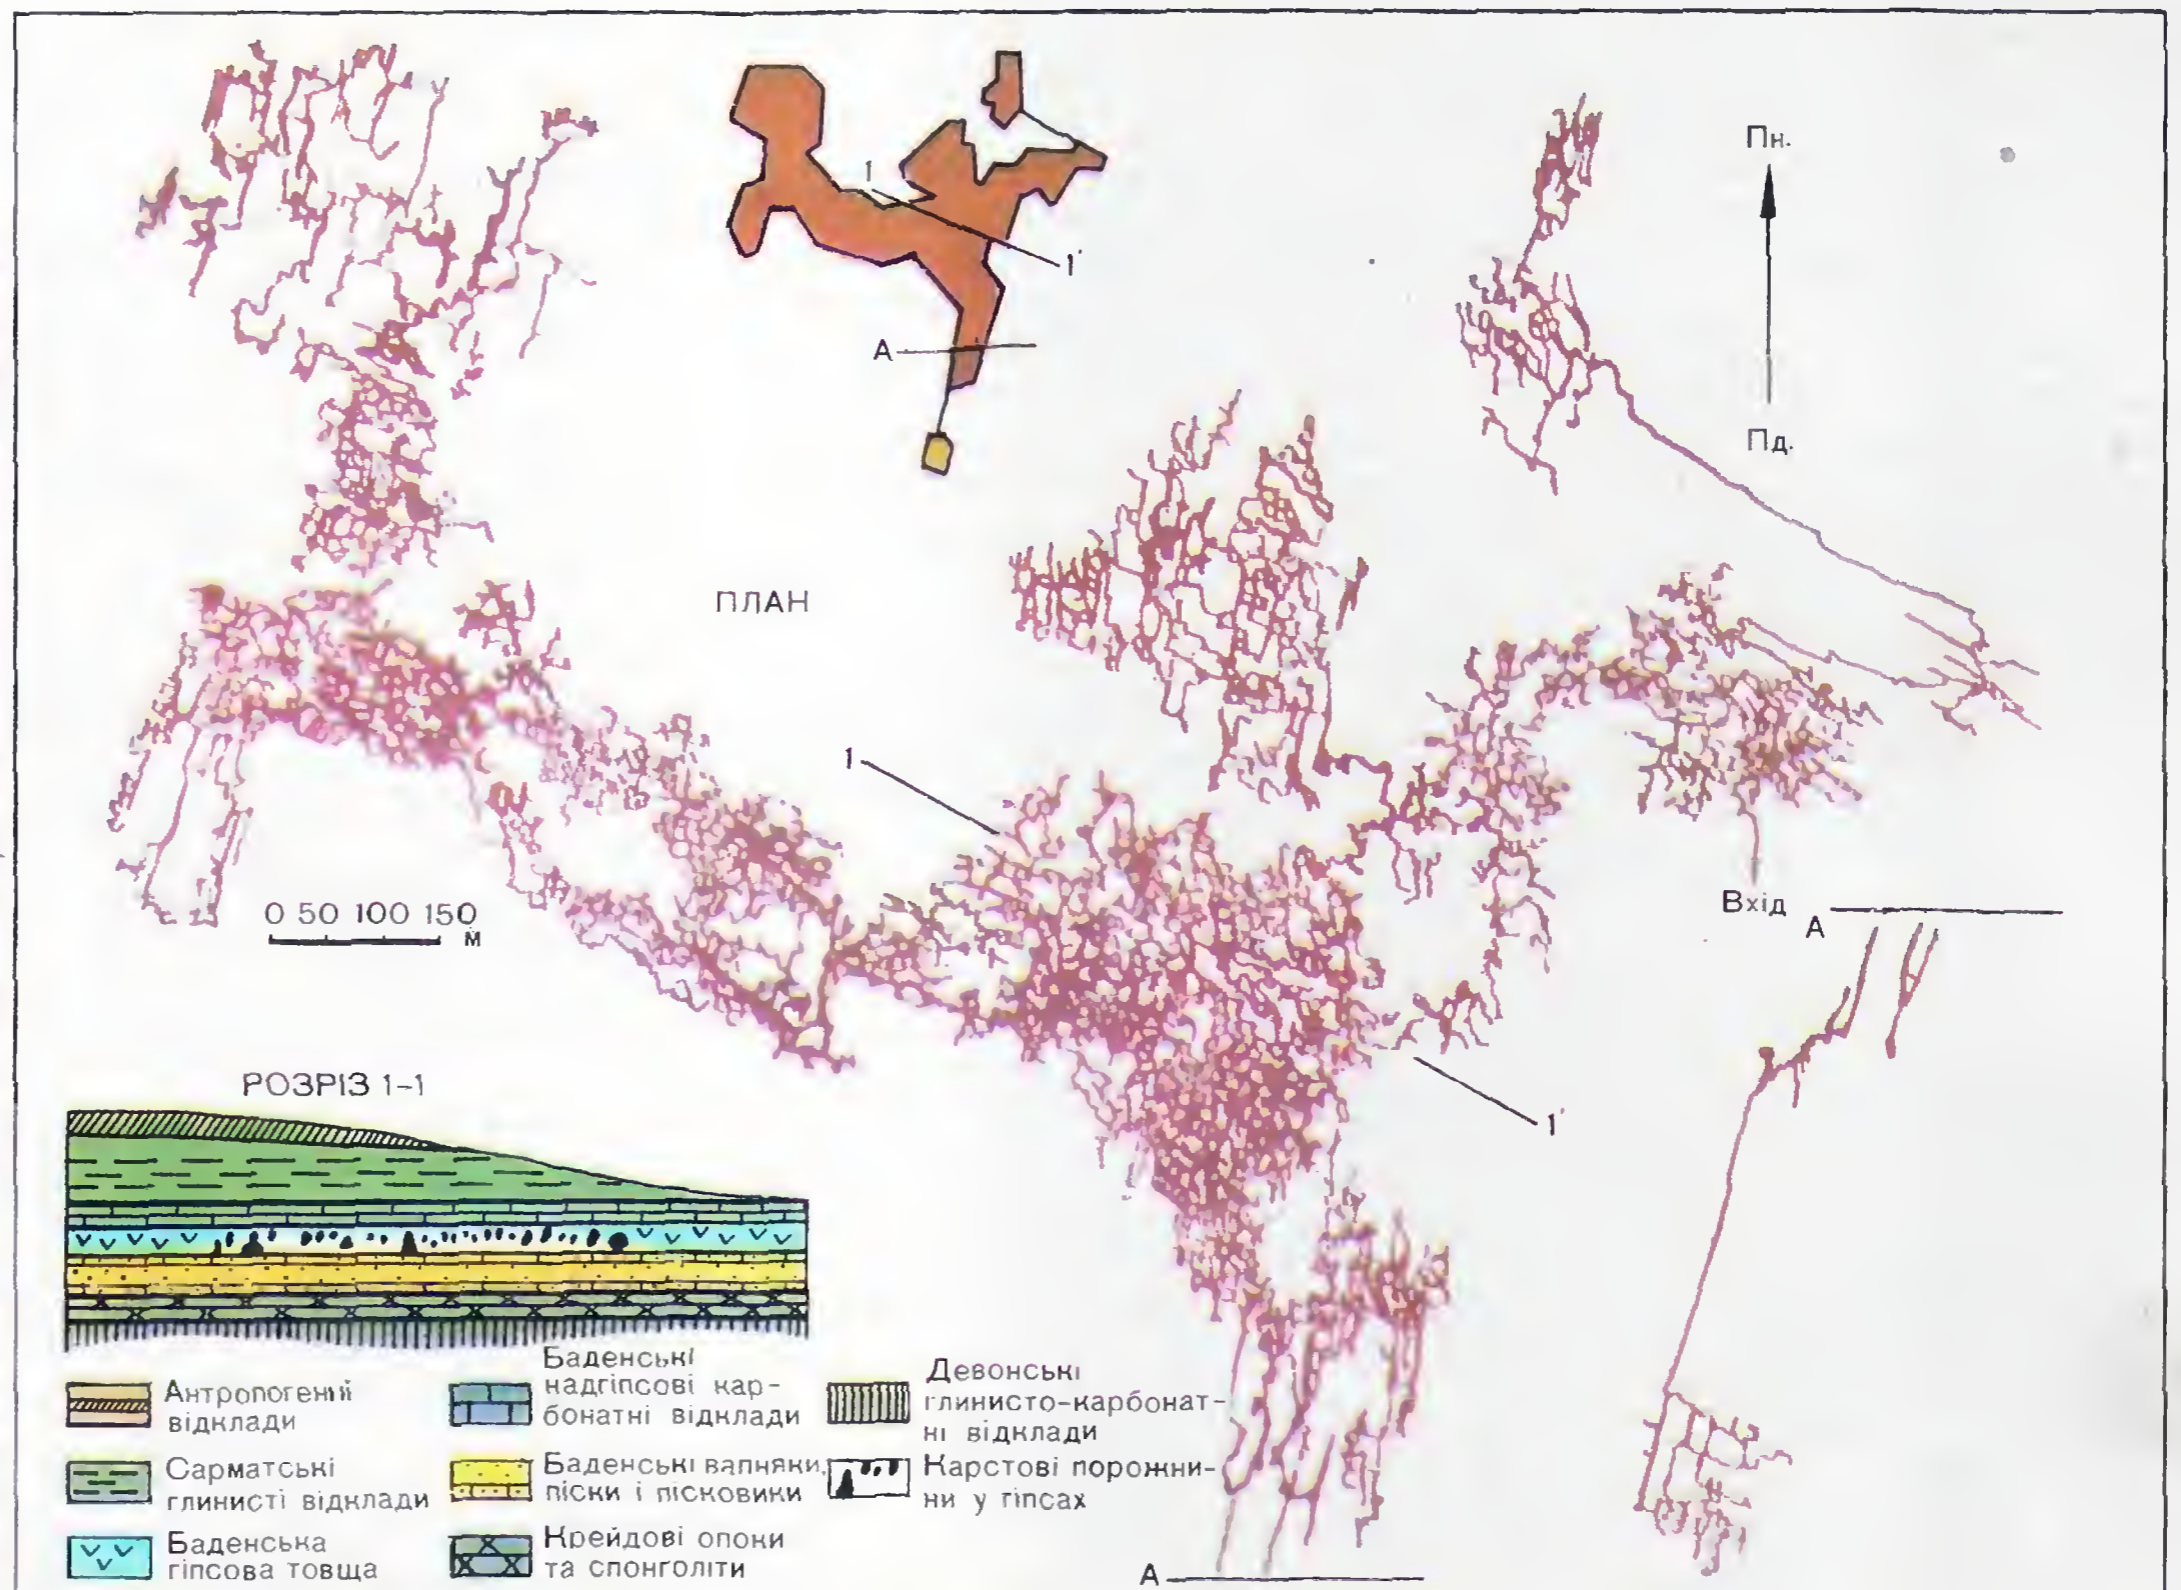 1
1'
А
Пн.
Пд.
ПЛАН
1
1'
Вхід
А
0 50 100 150
м
РОЗРІЗ 1-1
Антропогеній
відклади
Сарматські
глинисті відклади
Баденська
гіпсова товща
Баденські
надгіпсові кар-
бонатні відклади
Баденські вапняки,
піски і пісковики
Крейдові опоки
та спонголіти
Девонські
глинисто-карбонат-
ні відклади
Карстові порожни-
ни у гіпсах
А